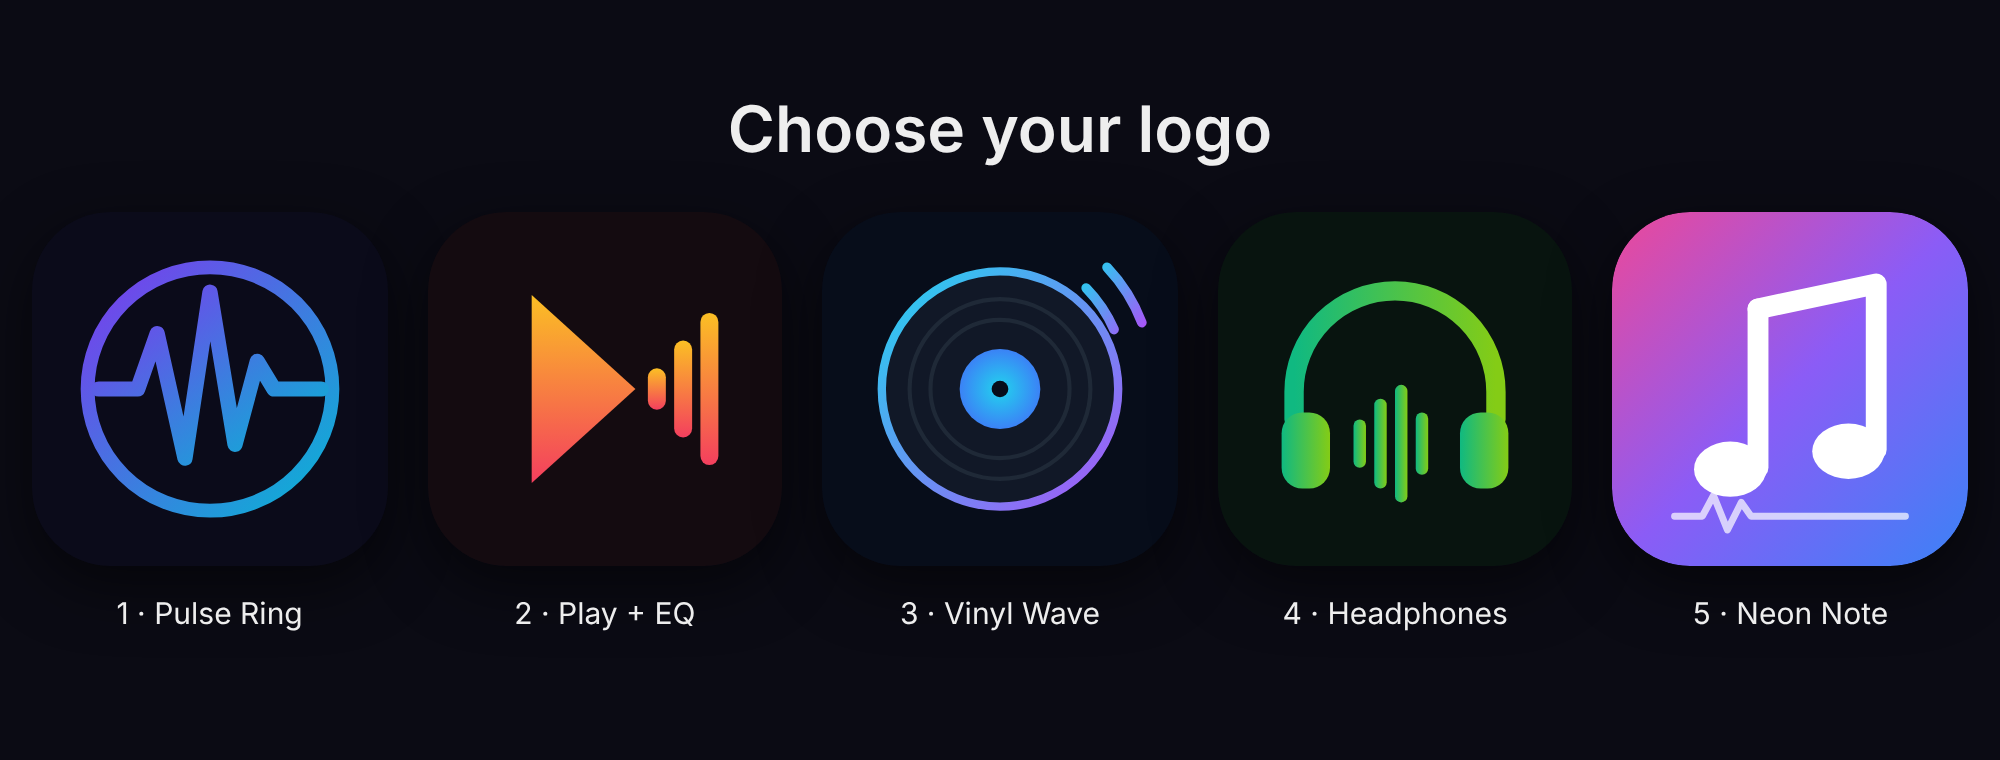 Choose your logo
1 · Pulse Ring
2 · Play + EQ
3 · Vinyl Wave
4 · Headphones
5 · Neon Note